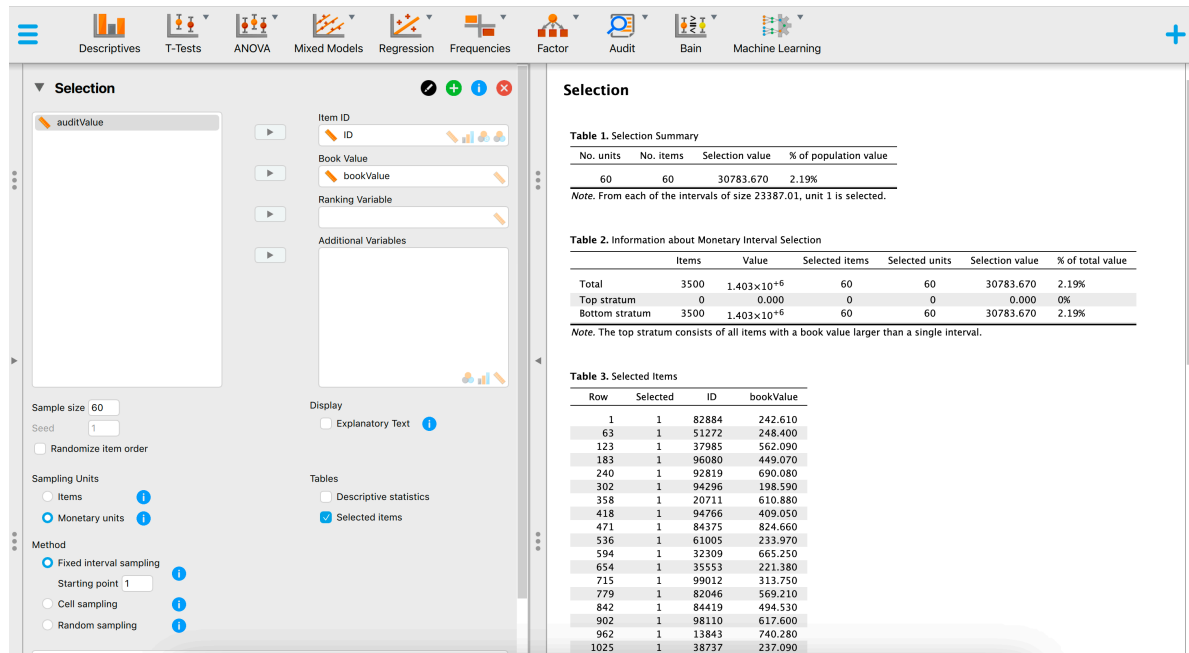 Descriptives T-Tests ANOVA Mixed Models Regression Frequencies Factor Audit Bain Machine Learning
Selection
auditValue
Item ID
ID
Book Value
bookValue
Ranking Variable
Additional Variables
Sample size 60
Seed 1
Randomize item order
Display
Explanatory Text
Sampling Units
Items
Monetary units
Tables
Descriptive statistics
Selected items
Method
Fixed interval sampling
Starting point 1
Cell sampling
Random sampling
Selection
Table 1. Selection Summary
No. units No. items Selection value % of population value
60 60 30783.670 2.19%
Note. From each of the intervals of size 23387.01, unit 1 is selected.
Table 2. Information about Monetary Interval Selection
Items Value Selected items Selected units Selection value % of total value
Total 3500 1.403×10+6 60 60 30783.670 2.19%
Top stratum 0 0.000 0 0 0.000 0%
Bottom stratum 3500 1.403×10+6 60 60 30783.670 2.19%
Note. The top stratum consists of all items with a book value larger than a single interval.
Table 3. Selected Items
Row Selected ID bookValue
1 1 82884 242.610
63 1 51272 248.400
123 1 37985 562.090
183 1 96080 449.070
240 1 92819 690.080
302 1 94296 198.590
358 1 20711 610.880
418 1 94766 409.050
471 1 84375 824.660
536 1 61005 233.970
594 1 32309 665.250
654 1 35553 221.380
715 1 99012 313.750
779 1 82046 569.210
842 1 84419 494.530
902 1 98110 617.600
962 1 13843 740.280
1025 1 38737 237.090